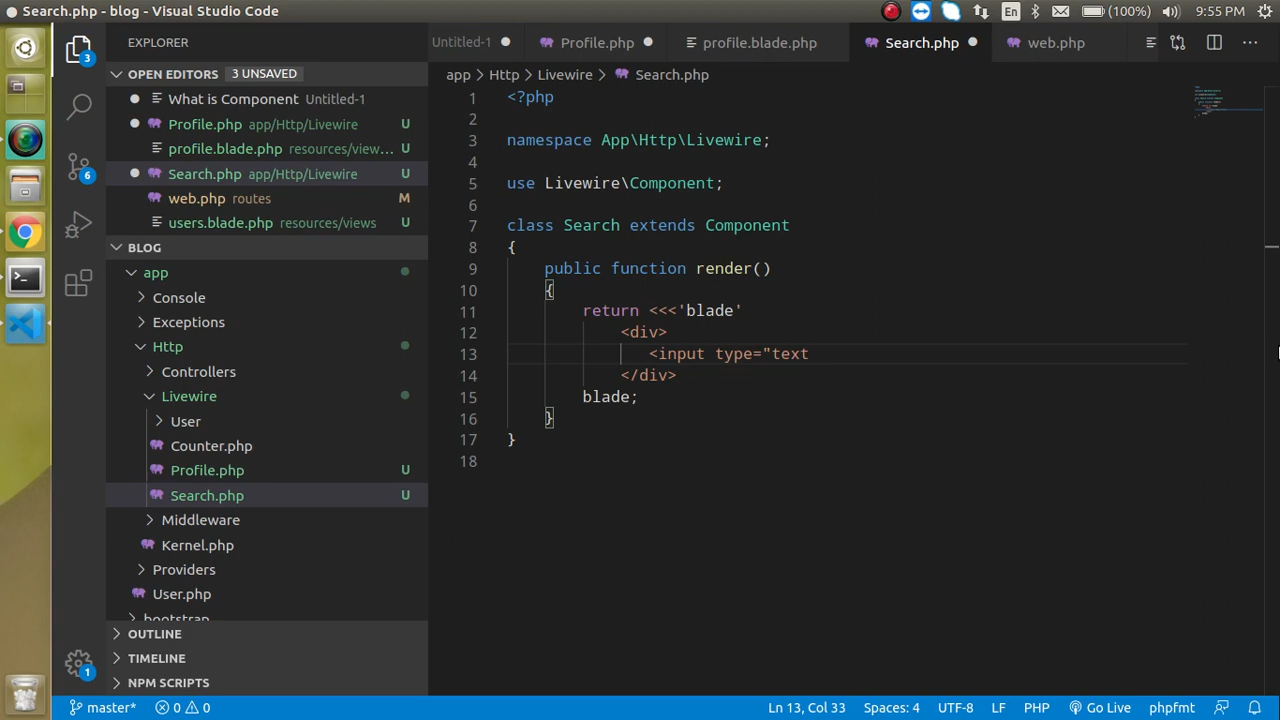 Search.php - blog - Visual Studio Code
En
(100%)
9:55 PM
EXPLORER
Untitled-1
Profile.php
profile.blade.php
Search.php
web.php
3
OPEN EDITORS
3 UNSAVED
app > Http > Livewire > Search.php
What is Component Untitled-1
Profile.php app/Http/Livewire U
profile.blade.php resources/view... U
Search.php app/Http/Livewire U
web.php routes M
users.blade.php resources/views U
6
BLOG
app
Console
Exceptions
Http
Controllers
Livewire
User
Counter.php
Profile.php U
Search.php U
Middleware
Kernel.php
Providers
User.php
bootstrap
OUTLINE
TIMELINE
NPM SCRIPTS
1
1 <?php
2
3 namespace App\Http\Livewire;
4
5 use Livewire\Component;
6
7 class Search extends Component
8 {
9 public function render()
10 {
11 return <<<'blade'
12 <div>
13 <input type="text
14 </div>
15 blade;
16 }
17 }
18
master*
0
0
Ln 13, Col 33
Spaces: 4
UTF-8
LF
PHP
Go Live
phpfmt